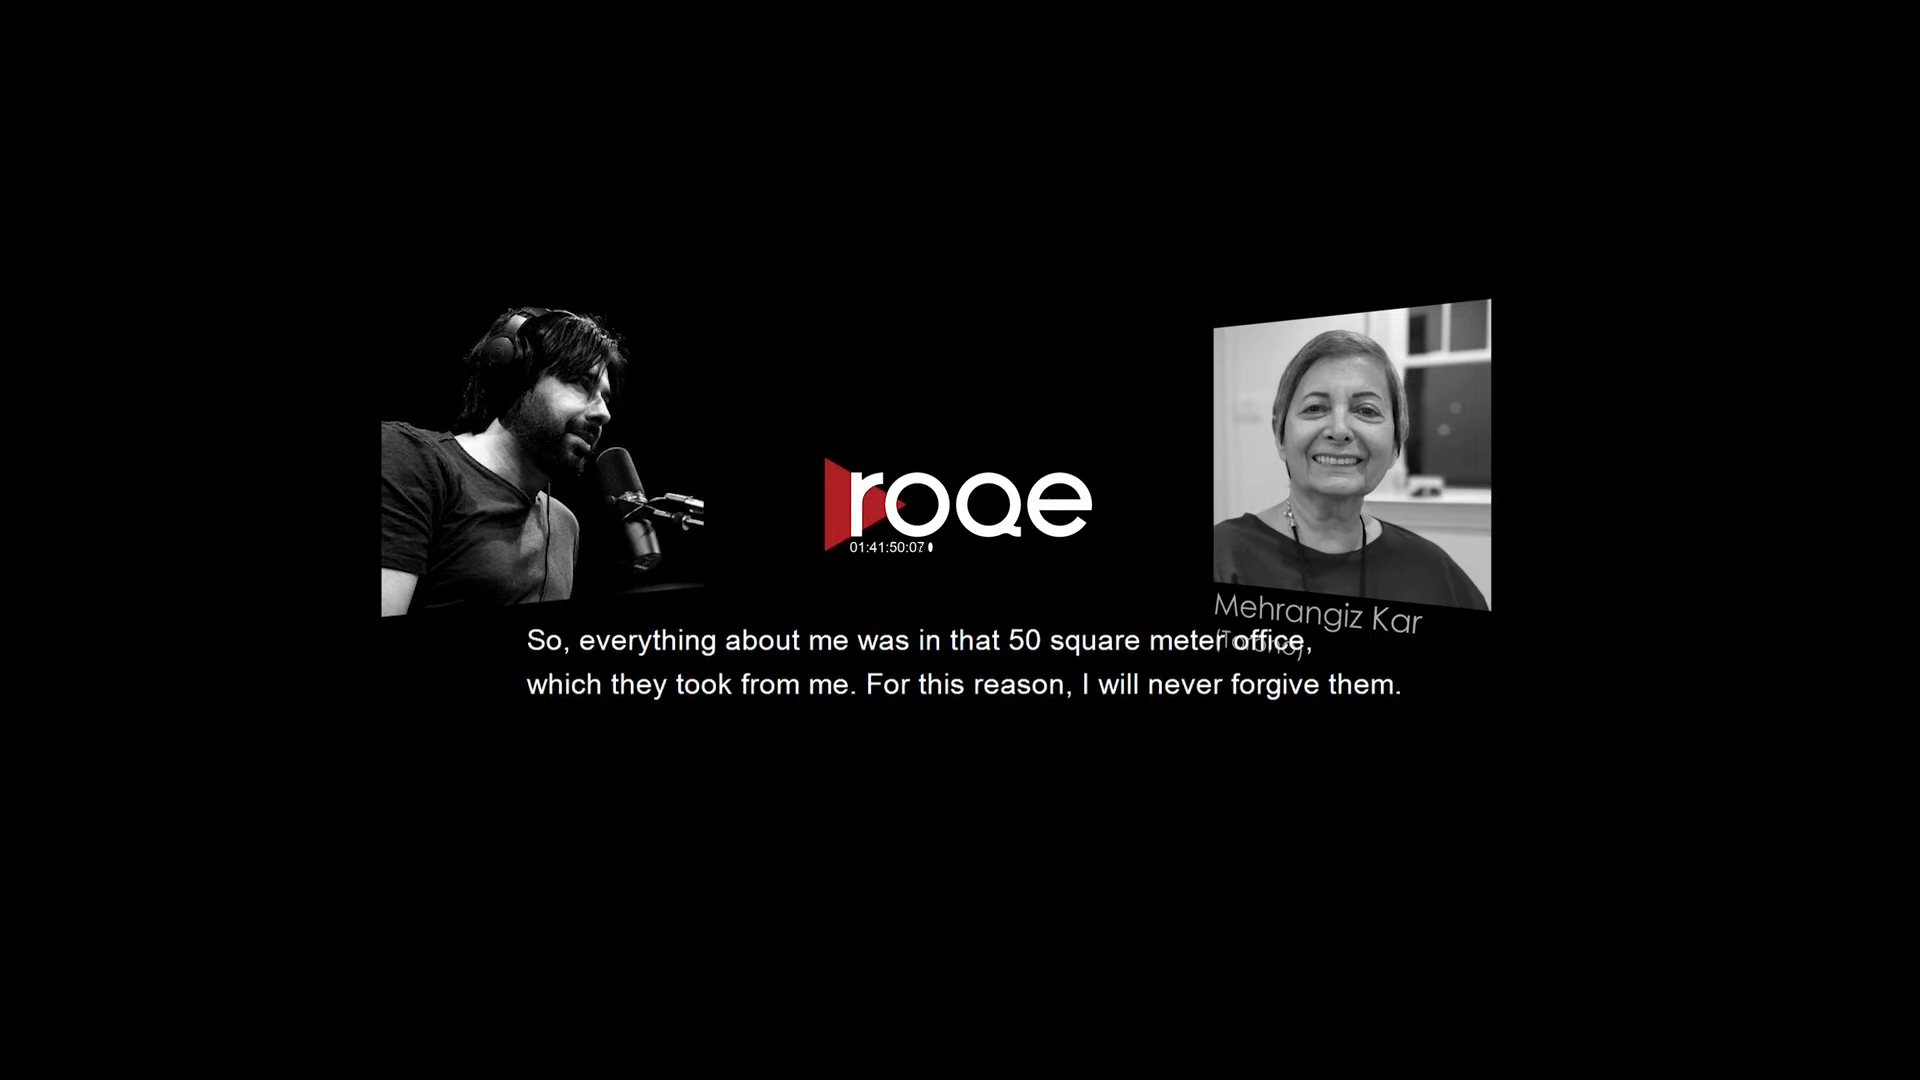 roqe
01:41:50:07
Mehrangiz Kar
So, everything about me was in that 50 square meter office,
which they took from me. For this reason, I will never forgive them.